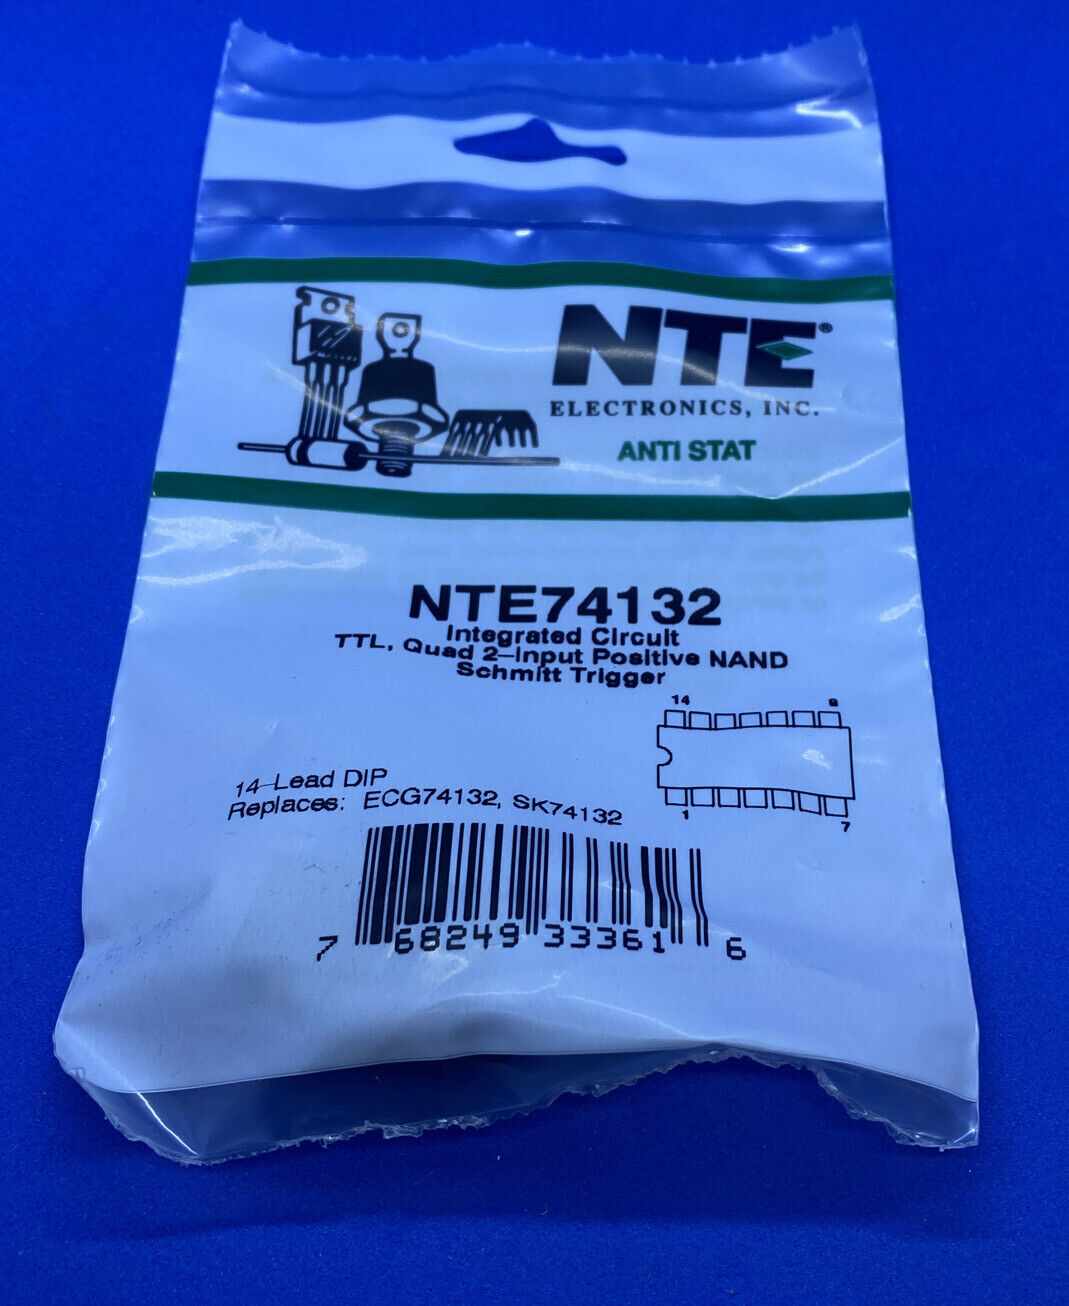 NTE®
ELECTRONICS, INC.
ANTI STAT
NTE74132
Integrated Circuit
TTL, Quad 2–Input Positive NAND
Schmitt Trigger
14 8
14–Lead DIP
Replaces: ECG74132, SK74132
1 7
7 68249 33361 6